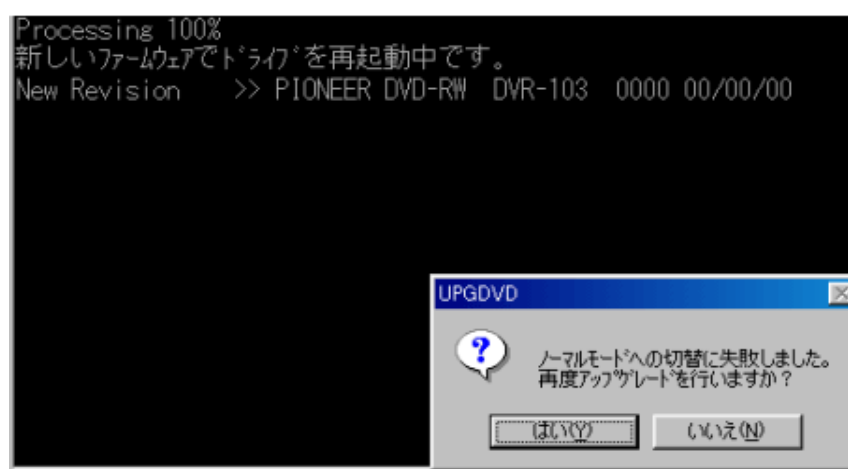 Processing 100%
新しいﾌｧｰﾑｳｪｱでﾄﾞﾗｲﾌﾞを再起動中です。
New Revision >> PIONEER DVD-RW DVR-103 0000 00/00/00
UPGDVD
ﾉｰﾏﾙﾓｰﾄﾞへの切替に失敗しました。
再度ｱｯﾌﾟｸﾞﾚｰﾄﾞを行いますか？
はい(Y)
いいえ(N)